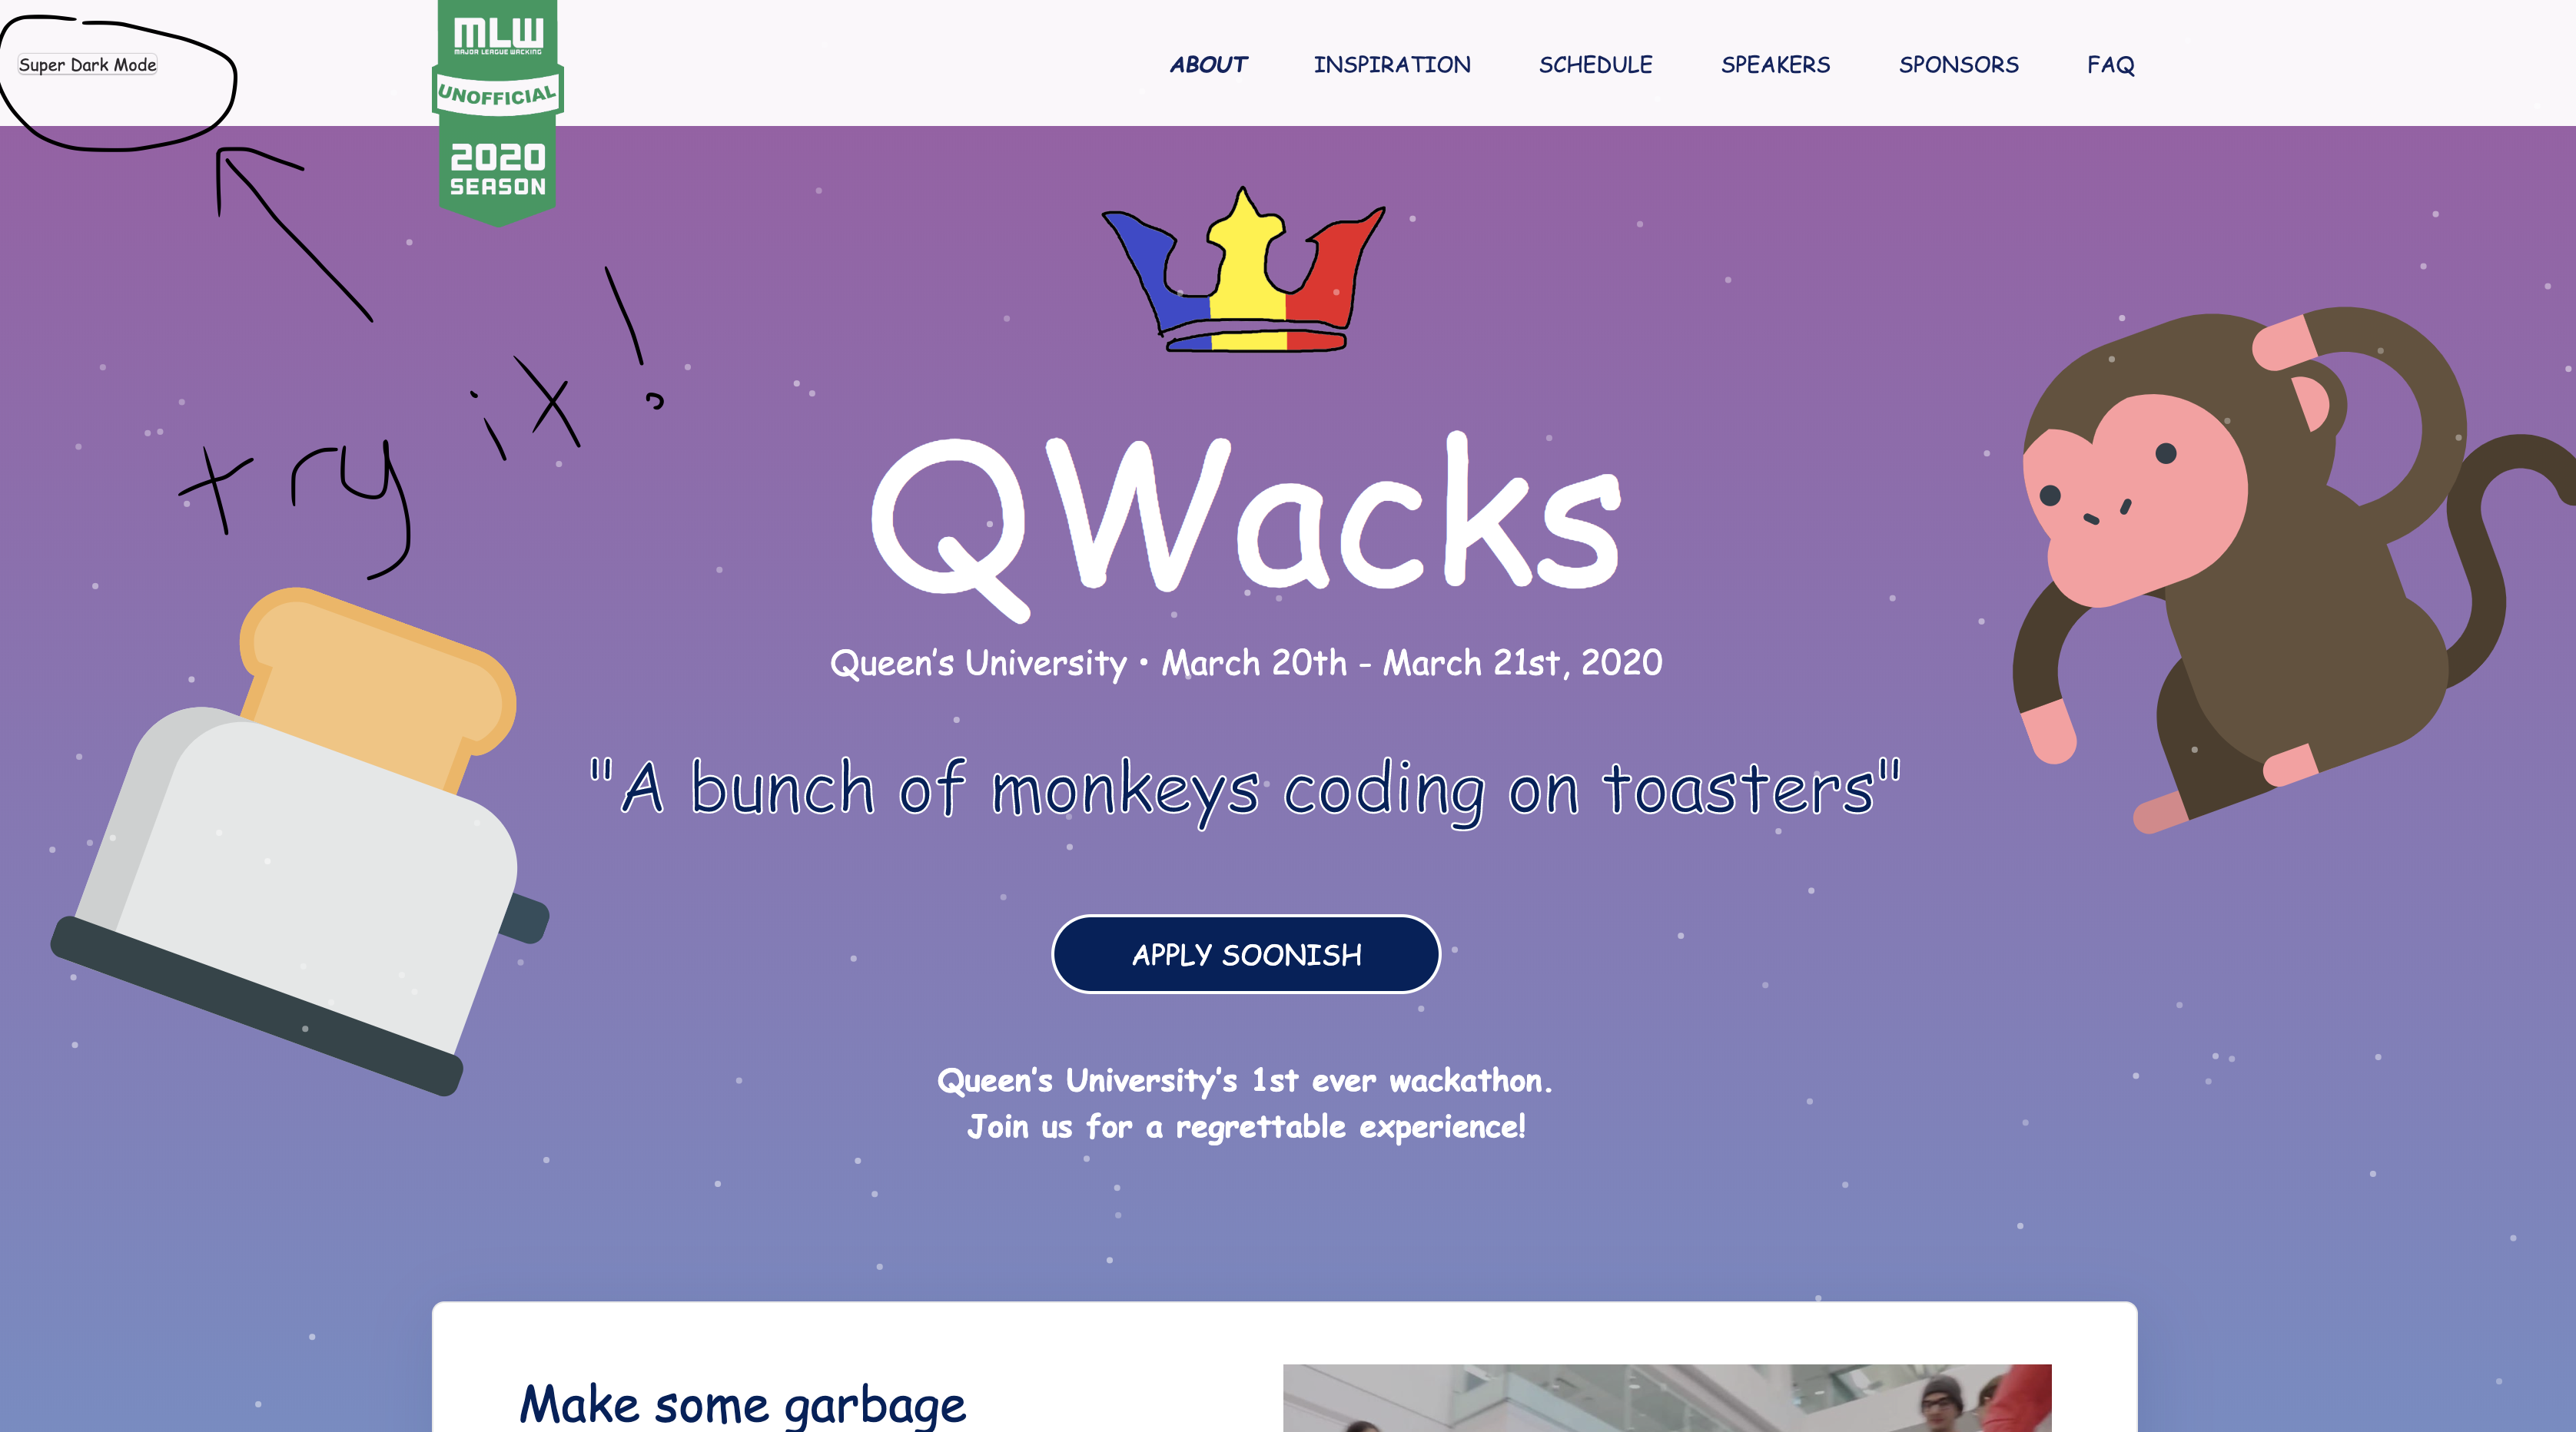 Super Dark Mode
MLW
MAJOR LEAGUE WACKING
UNOFFICIAL
2020
SEASON
ABOUT INSPIRATION SCHEDULE SPEAKERS SPONSORS FAQ
try it!
QWacks
Queen's University • March 20th - March 21st, 2020
"A bunch of monkeys coding on toasters"
APPLY SOONISH
Queen's University's 1st ever wackathon.
Join us for a regrettable experience!
Make some garbage